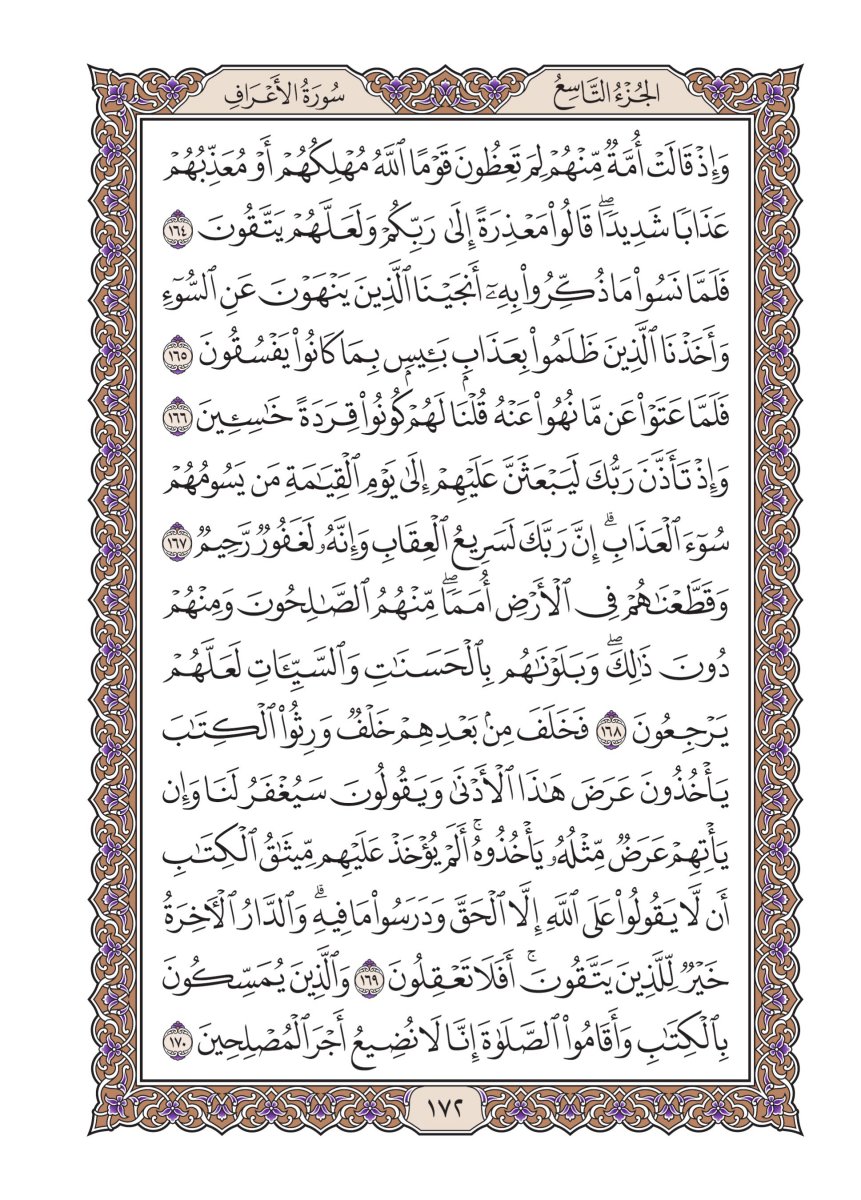 الجُزْءُ التَّاسِعُ
سُورَةُ الأَعْرَافِ
وَإِذۡ قَالَتۡ أُمَّةٞ مِّنۡهُمۡ لِمَ تَعِظُونَ قَوۡمًا ٱللَّهُ مُهۡلِكُهُمۡ أَوۡ مُعَذِّبُهُمۡ
عَذَابٗا شَدِيدٗاۖ قَالُواْ مَعۡذِرَةً إِلَىٰ رَبِّكُمۡ وَلَعَلَّهُمۡ يَتَّقُونَ ١٦٤
فَلَمَّا نَسُواْ مَا ذُكِّرُواْ بِهِۦٓ أَنجَيۡنَا ٱلَّذِينَ يَنۡهَوۡنَ عَنِ ٱلسُّوٓءِ
وَأَخَذۡنَا ٱلَّذِينَ ظَلَمُواْ بِعَذَابِۭ بَـِٔيسِۭ بِمَا كَانُواْ يَفۡسُقُونَ ١٦٥
فَلَمَّا عَتَوۡاْ عَن مَّا نُهُواْ عَنۡهُ قُلۡنَا لَهُمۡ كُونُواْ قِرَدَةً خَٰسِـِٔينَ ١٦٦
وَإِذۡ تَأَذَّنَ رَبُّكَ لَيَبۡعَثَنَّ عَلَيۡهِمۡ إِلَىٰ يَوۡمِ ٱلۡقِيَٰمَةِ مَن يَسُومُهُمۡ
سُوٓءَ ٱلۡعَذَابِۗ إِنَّ رَبَّكَ لَسَرِيعُ ٱلۡعِقَابِ وَإِنَّهُۥ لَغَفُورٞ رَّحِيمٞ ١٦٧
وَقَطَّعۡنَٰهُمۡ فِي ٱلۡأَرۡضِ أُمَمٗاۖ مِّنۡهُمُ ٱلصَّٰلِحُونَ وَمِنۡهُمۡ
دُونَ ذَٰلِكَۖ وَبَلَوۡنَٰهُم بِٱلۡحَسَنَٰتِ وَٱلسَّيِّـَٔاتِ لَعَلَّهُمۡ
يَرۡجِعُونَ ١٦٨ فَخَلَفَ مِنۢ بَعۡدِهِمۡ خَلۡفٞ وَرِثُواْ ٱلۡكِتَٰبَ
يَأۡخُذُونَ عَرَضَ هَٰذَا ٱلۡأَدۡنَىٰ وَيَقُولُونَ سَيُغۡفَرُ لَنَا وَإِن
يَأۡتِهِمۡ عَرَضٞ مِّثۡلُهُۥ يَأۡخُذُوهُۚ أَلَمۡ يُؤۡخَذۡ عَلَيۡهِم مِّيثَٰقُ ٱلۡكِتَٰبِ
أَن لَّا يَقُولُواْ عَلَى ٱللَّهِ إِلَّا ٱلۡحَقَّ وَدَرَسُواْ مَا فِيهِۗ وَٱلدَّارُ ٱلۡأٓخِرَةُ
خَيۡرٞ لِّلَّذِينَ يَتَّقُونَۚ أَفَلَا تَعۡقِلُونَ ١٦٩ وَٱلَّذِينَ يُمَسِّكُونَ
بِٱلۡكِتَٰبِ وَأَقَامُواْ ٱلصَّلَوٰةَ إِنَّا لَا نُضِيعُ أَجۡرَ ٱلۡمُصۡلِحِينَ ١٧٠
١٧٢